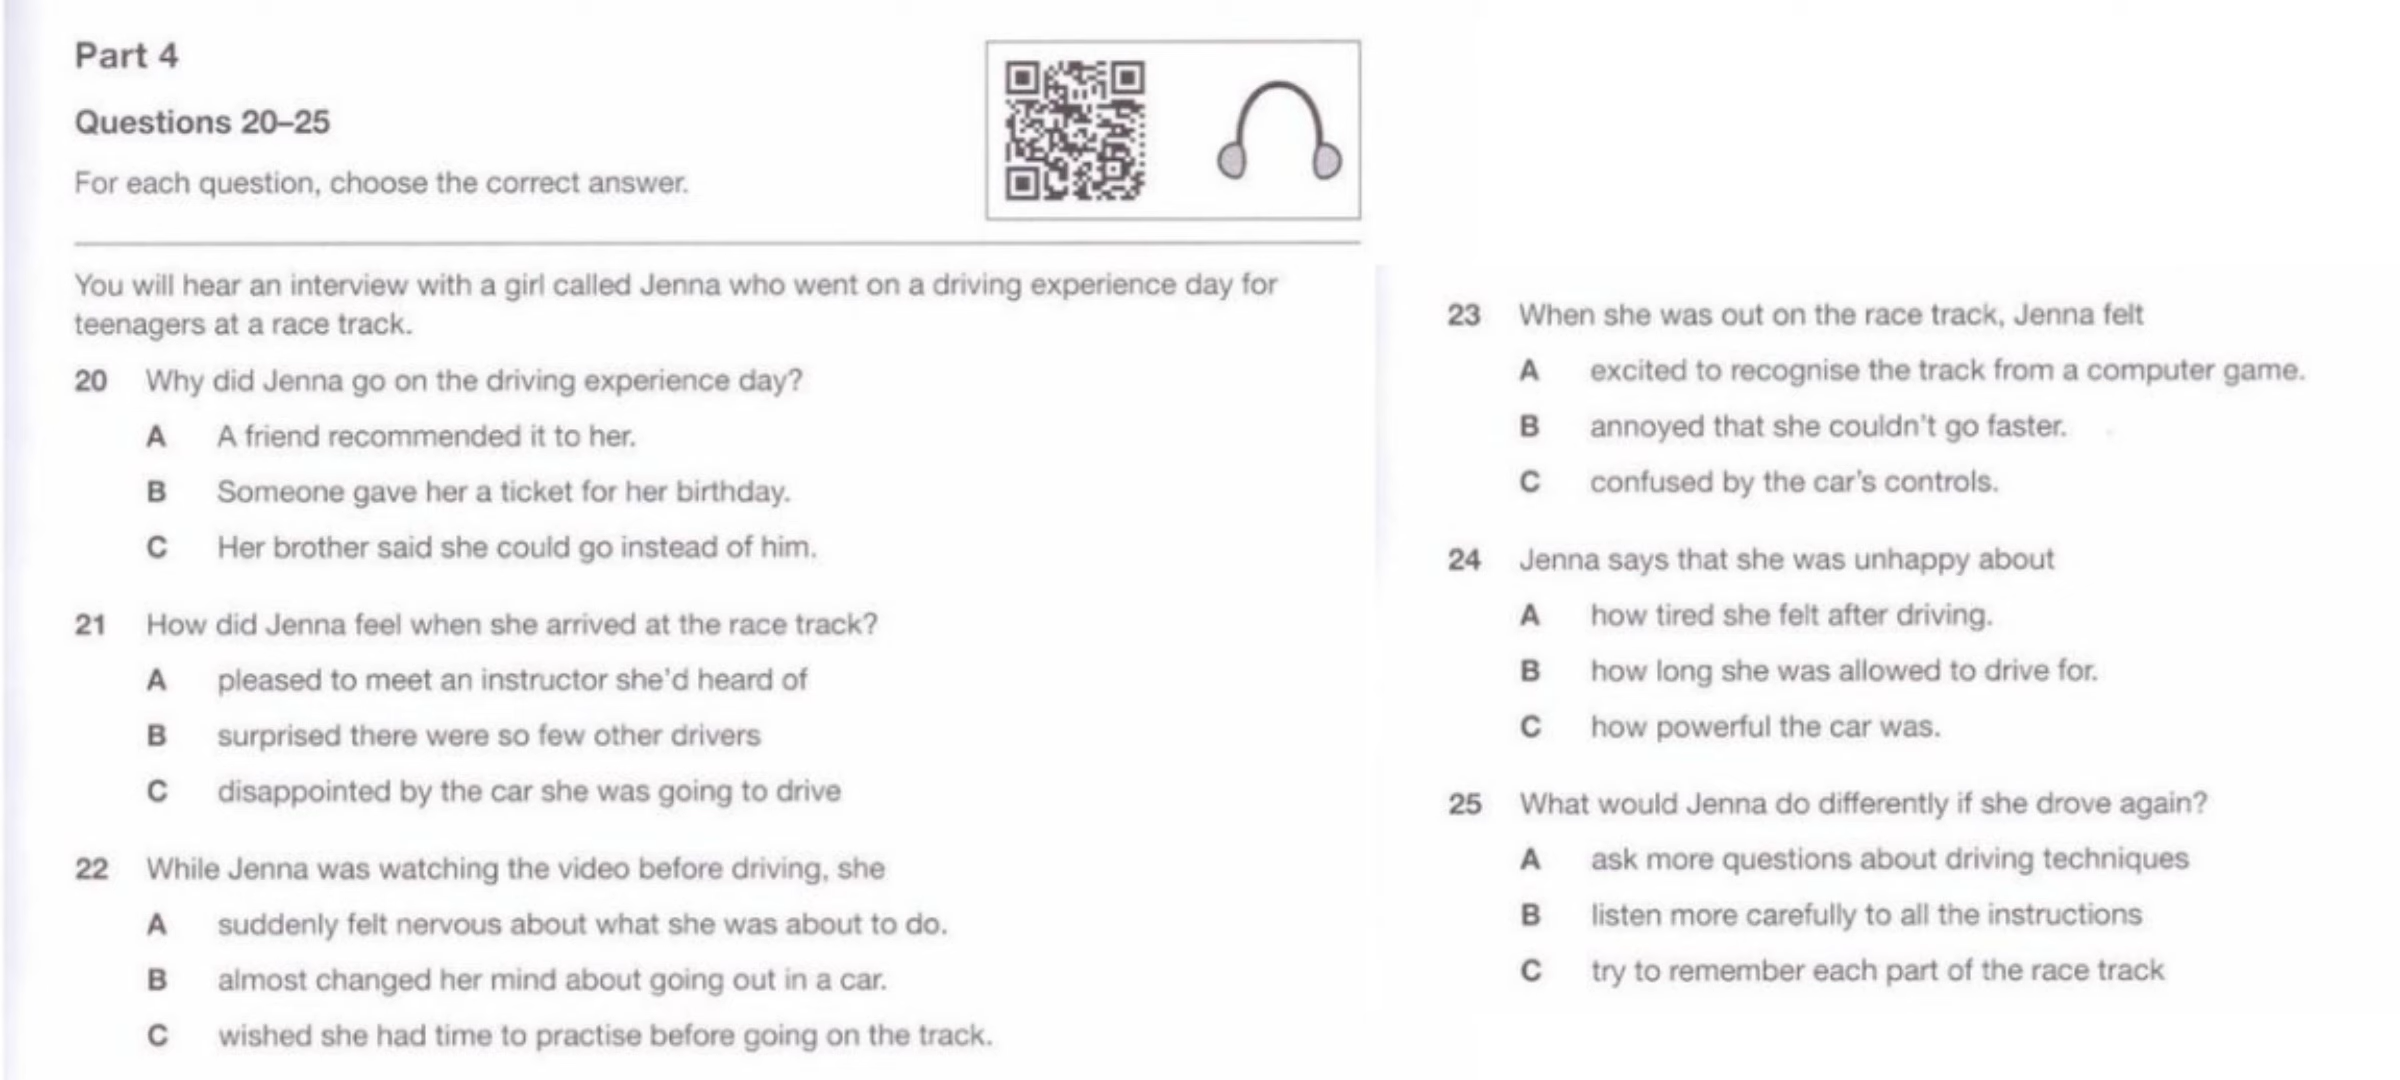 Part 4
Questions 20–25
For each question, choose the correct answer.
You will hear an interview with a girl called Jenna who went on a driving experience day for
teenagers at a race track.
20 Why did Jenna go on the driving experience day?
A A friend recommended it to her.
B Someone gave her a ticket for her birthday.
C Her brother said she could go instead of him.
21 How did Jenna feel when she arrived at the race track?
A pleased to meet an instructor she'd heard of
B surprised there were so few other drivers
C disappointed by the car she was going to drive
22 While Jenna was watching the video before driving, she
A suddenly felt nervous about what she was about to do.
B almost changed her mind about going out in a car.
C wished she had time to practise before going on the track.
23 When she was out on the race track, Jenna felt
A excited to recognise the track from a computer game.
B annoyed that she couldn't go faster.
C confused by the car's controls.
24 Jenna says that she was unhappy about
A how tired she felt after driving.
B how long she was allowed to drive for.
C how powerful the car was.
25 What would Jenna do differently if she drove again?
A ask more questions about driving techniques
B listen more carefully to all the instructions
C try to remember each part of the race track